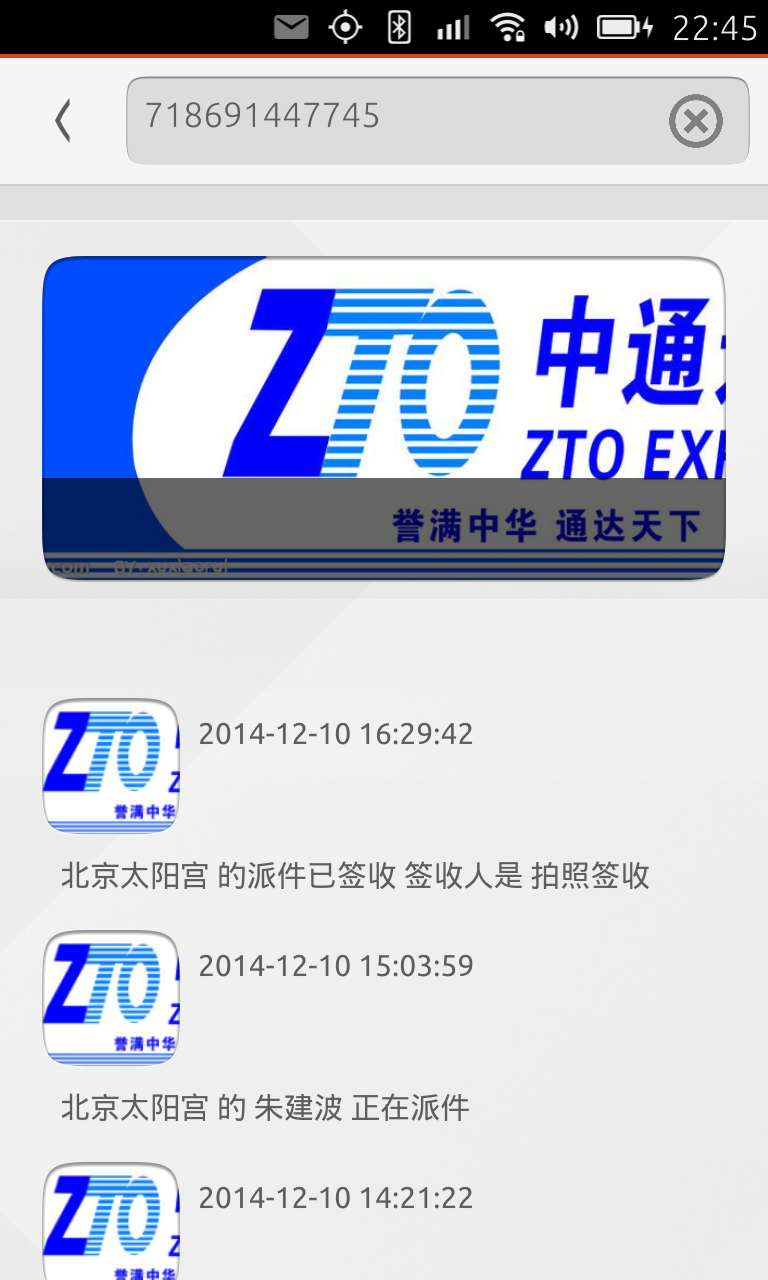 22:45
718691447745
ZTO 中通
ZTO EXP
誉满中华 通达天下
com BY:xuxiaorui
ZTO
誉满中华
2014-12-10 16:29:42
北京太阳宫 的派件已签收 签收人是 拍照签收
ZTO
誉满中华
2014-12-10 15:03:59
北京太阳宫 的 朱建波 正在派件
ZTO
誉满中华
2014-12-10 14:21:22